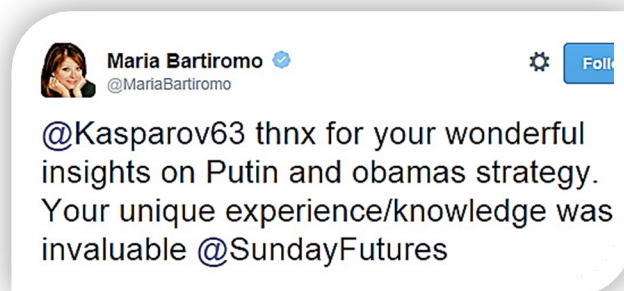 Maria Bartiromo
@MariaBartiromo
@Kasparov63 thnx for your wonderful
insights on Putin and obamas strategy.
Your unique experience/knowledge was
invaluable @SundayFutures